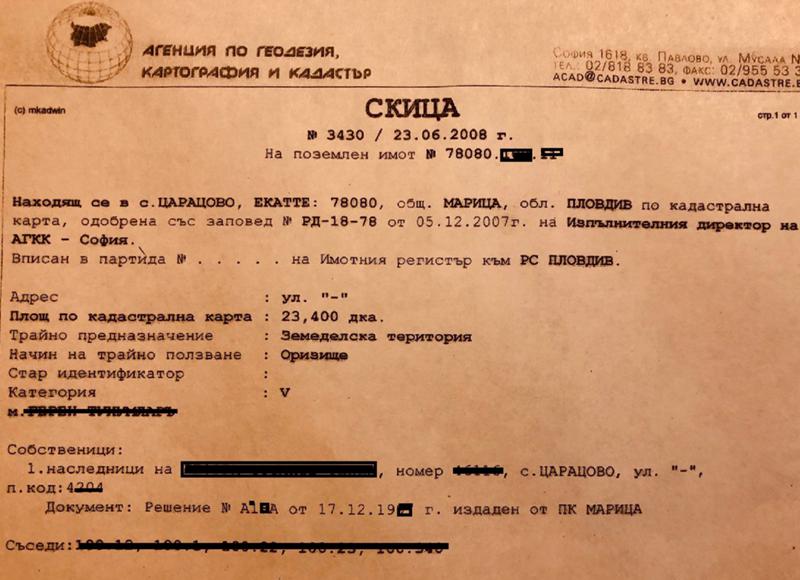 АГЕНЦИЯ ПО ГЕОДЕЗИЯ,
КАРТОГРАФИЯ И КАДАСТЪР
СОФИЯ 1618, КВ. ПАВЛОВО, УЛ. МУСАЛА
ТЕЛ.: 02/818 83 83, ФАКС: 02/955 53 3
ACAD@CADASTRE.BG • WWW.CADASTRE.
(c) mkadwin
СКИЦА
стр.1 от 1
№ 3430 / 23.06.2008 г.
На поземлен имот № 78080.
Находящ се в с.ЦАРАЦОВО, ЕКАТТЕ: 78080, общ. МАРИЦА, обл. ПЛОВДИВ по кадастрална
карта, одобрена със заповед № РД-18-78 от 05.12.2007г. на Изпълнителния директор на
АГКК - София.
Вписан в партида № . . . . . на Имотния регистър към РС ПЛОВДИВ.
Адрес : ул. "-"
Площ по кадастрална карта : 23,400 дка.
Трайно предназначение : Земеделска територия
Начин на трайно ползване : Оризище
Стар идентификатор :
Категория : V
м.
Собственици:
1.наследници на , номер , с.ЦАРАЦОВО, ул. "-",
п.код:
Документ: Решение № от 17.12.19 г. издаден от ПК МАРИЦА
Съседи: